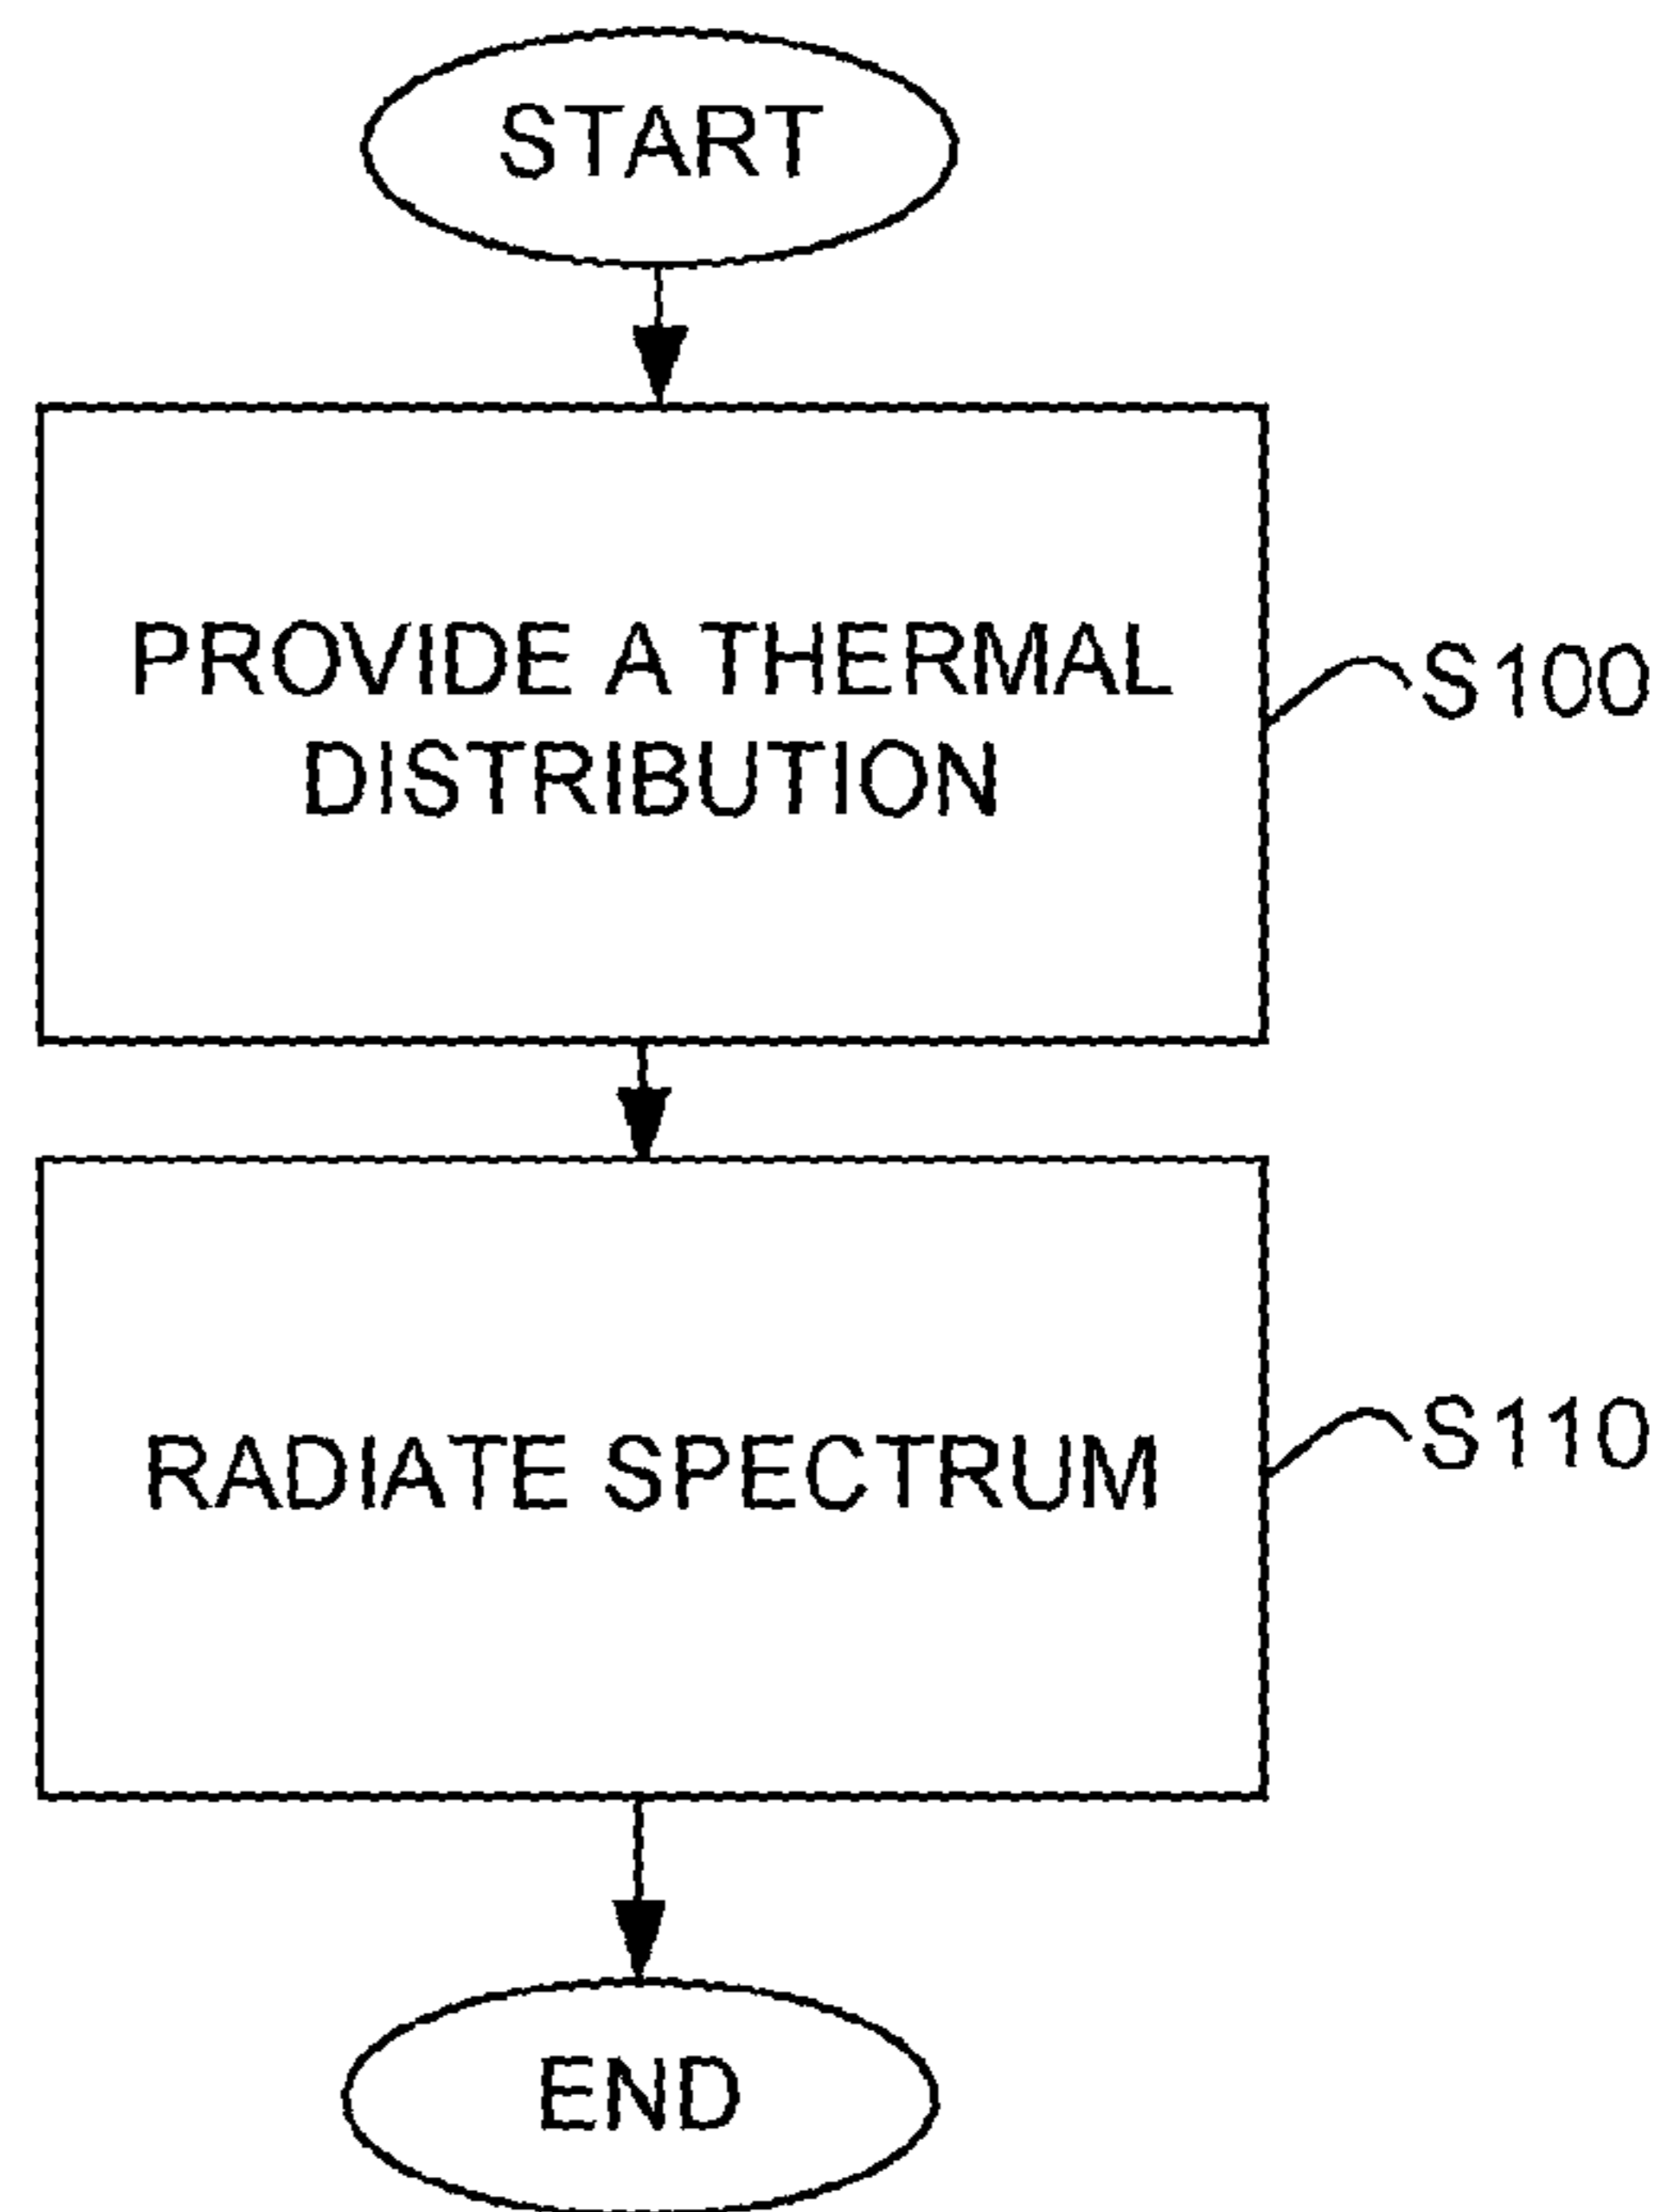 START
PROVIDE A THERMAL
DISTRIBUTION
S100
RADIATE SPECTRUM
S110
END